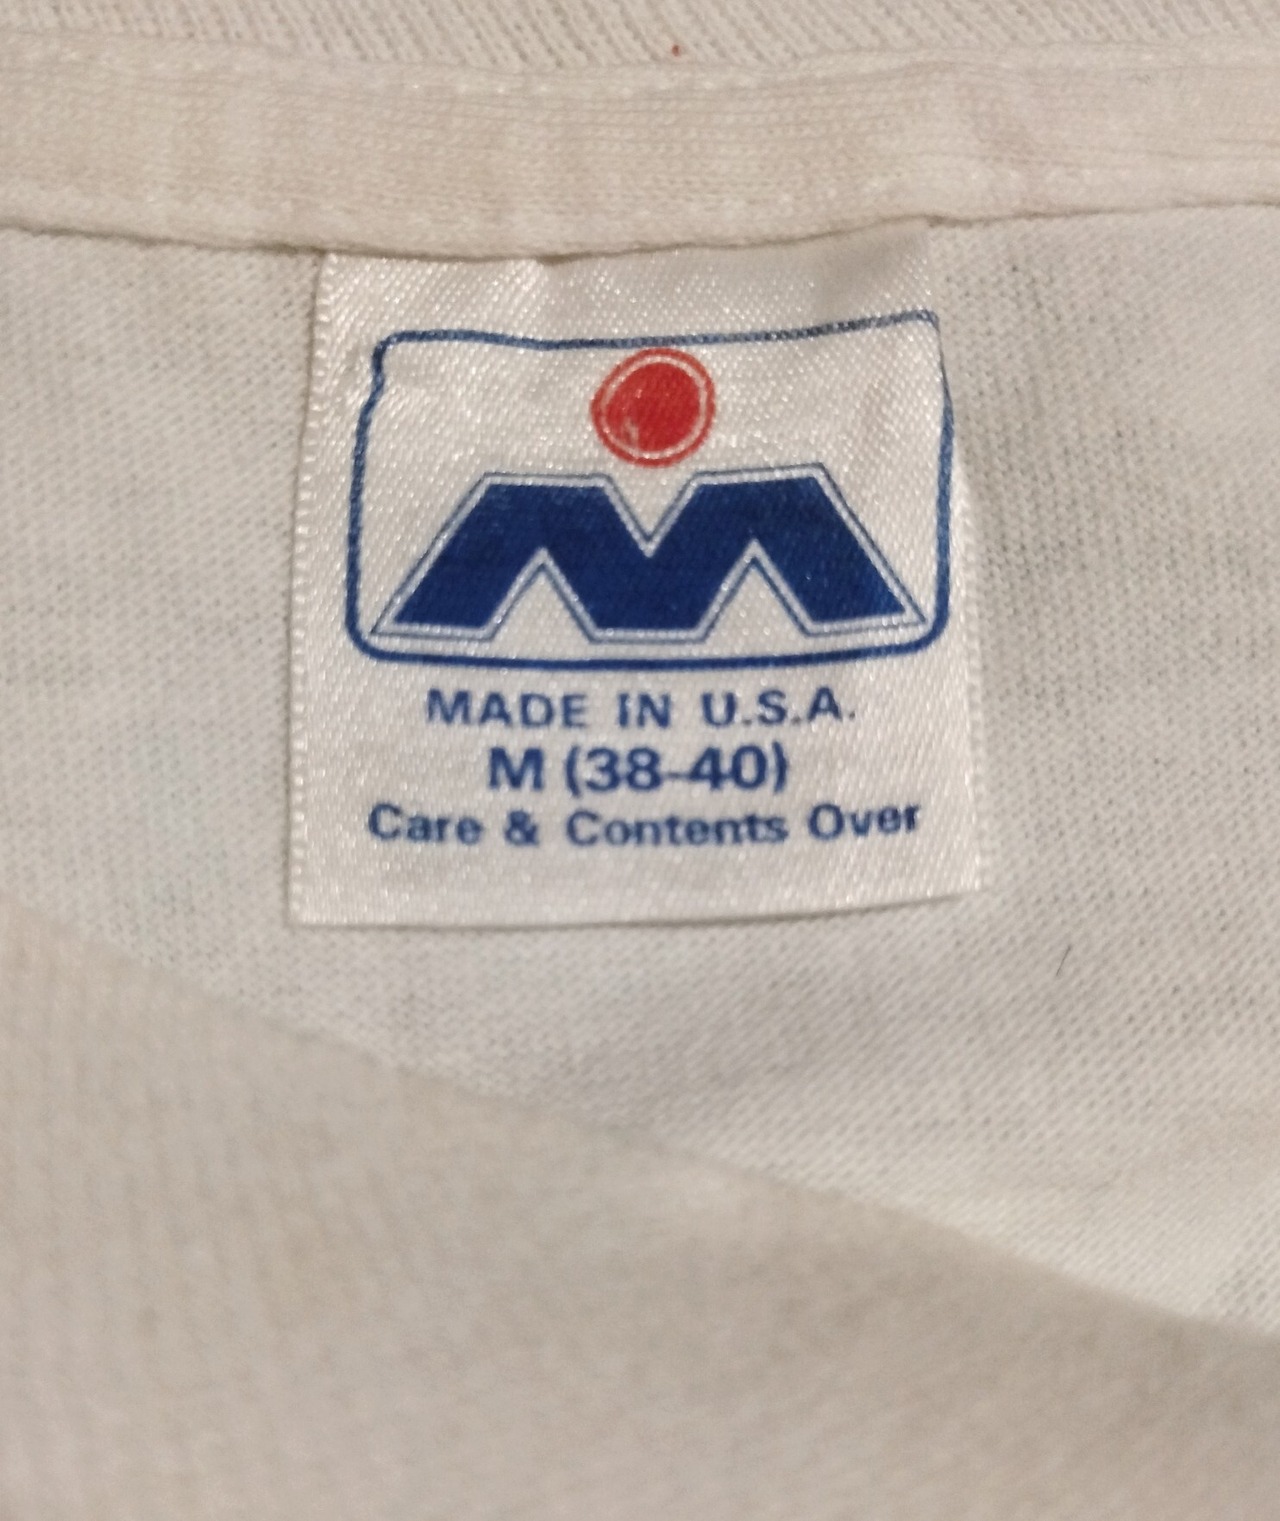 M
MADE IN U.S.A.
M (38-40)
Care & Contents Over